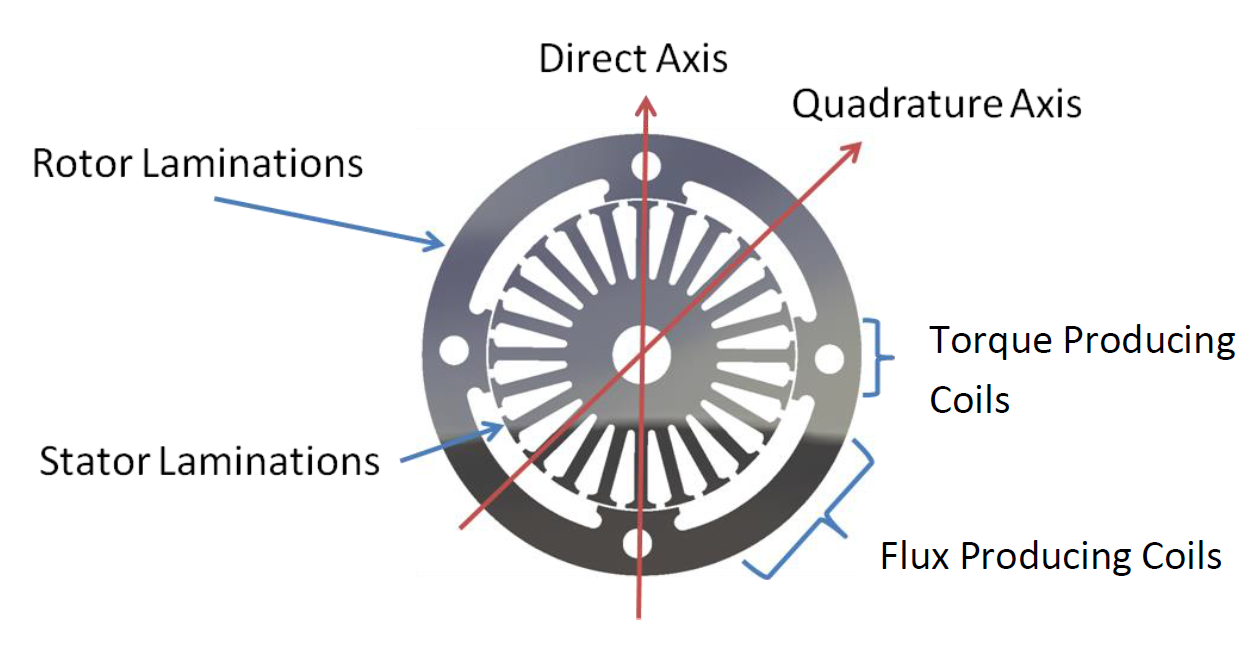 Direct Axis
Quadrature Axis
Rotor Laminations
Torque Producing
Coils
Stator Laminations
Flux Producing Coils